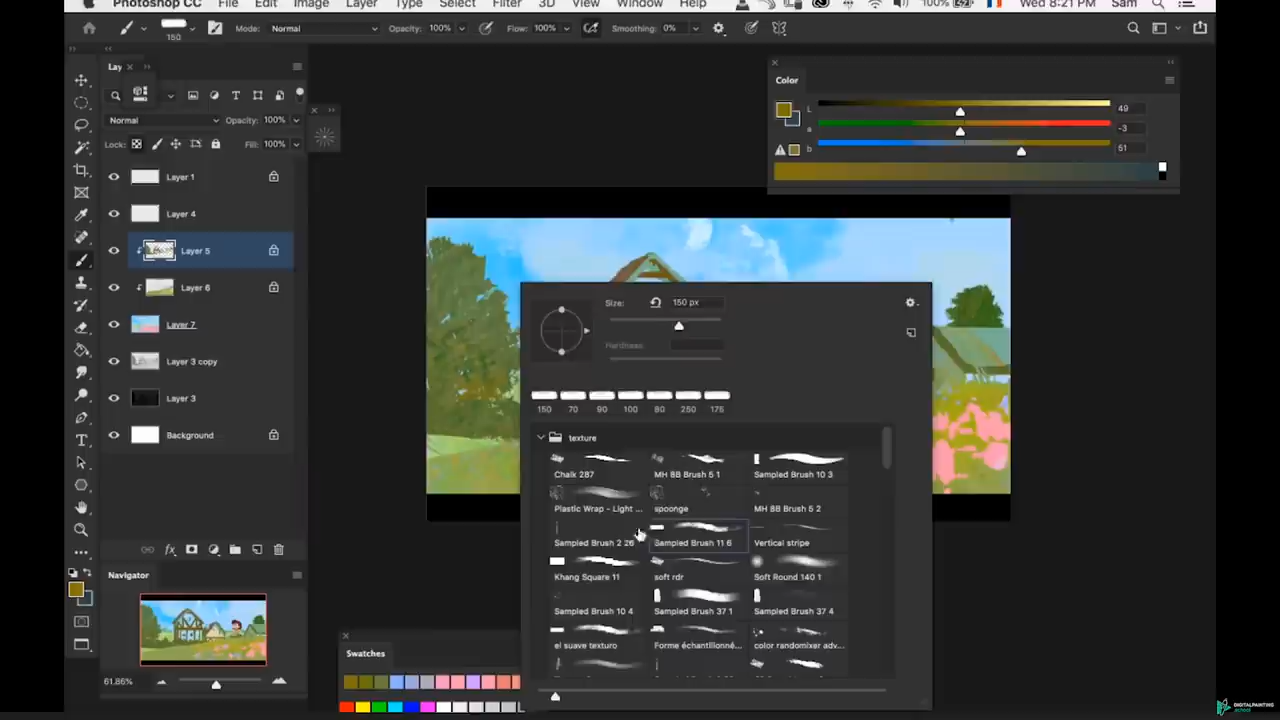 Photoshop CC File Edit Image Layer Type Select Filter 3D View Window Help 100% Wed 8:21 PM Sam
150 Mode: Normal Opacity: 100% Flow: 100% Smoothing: 0%
Lay
Normal Opacity: 100%
Lock: Fill: 100%
Layer 1
Layer 4
Layer 5
Layer 6
Layer 7
Layer 3 copy
Layer 3
Background
Navigator
61.86%
Color
L 49
a -3
b 51
Size: 150 px
Hardness:
150 70 90 100 80 250 175
texture
Chalk 287 MH 8B Brush 5 1 Sampled Brush 10 3
Plastic Wrap - Light ... spoonge MH 8B Brush 5 2
Sampled Brush 2 26 Sampled Brush 11 6 Vertical stripe
Khang Square 11 soft rdr Soft Round 140 1
Sampled Brush 10 4 Sampled Brush 37 1 Sampled Brush 37 4
el suave texturo Forme échantillonné... color randomixer adv...
Swatches
DIGITALPAINTING
.school